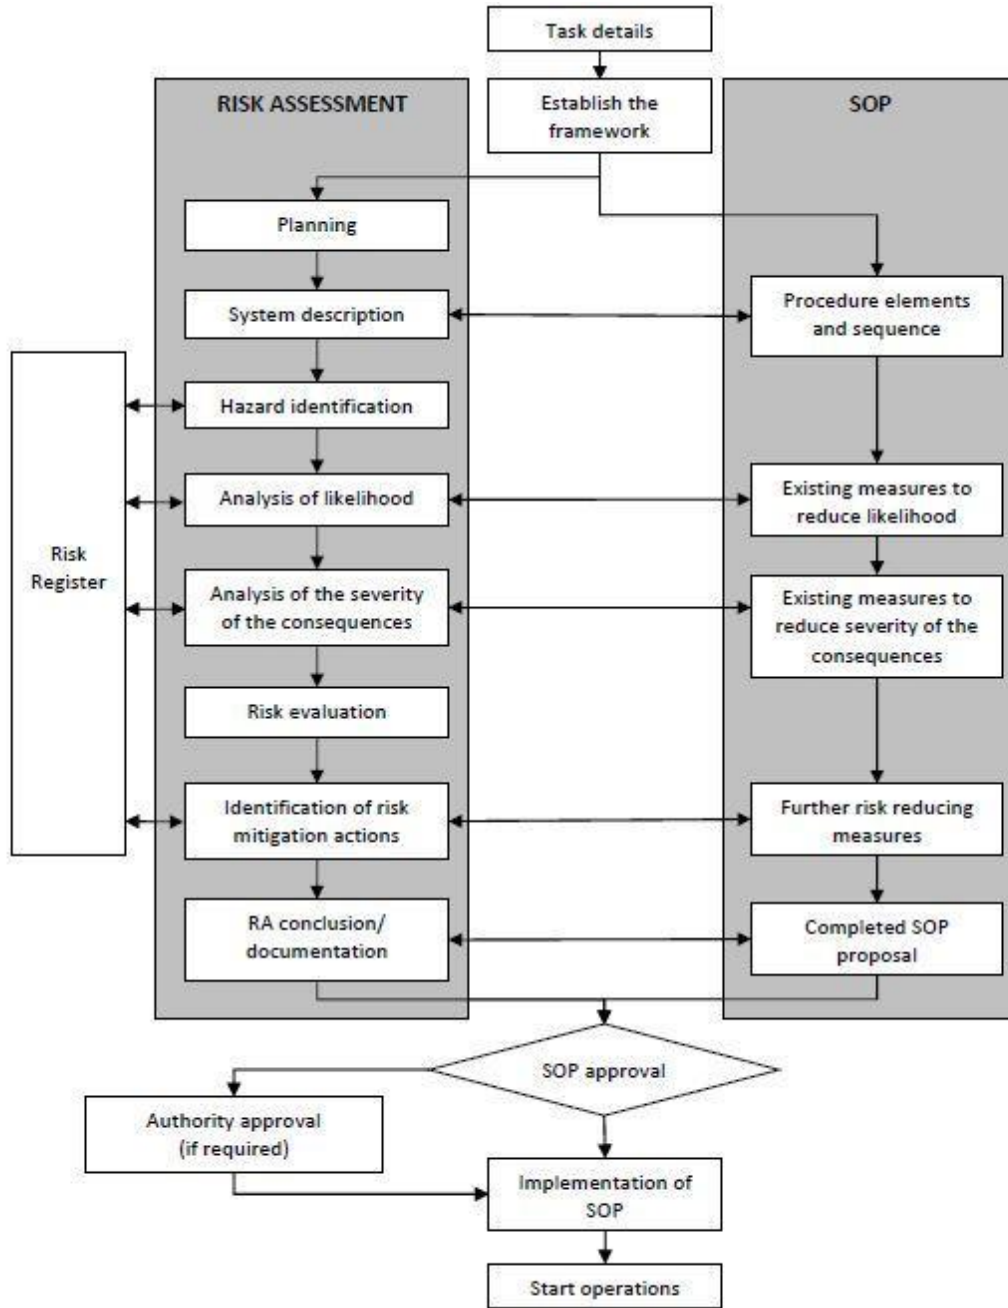 Task details
RISK ASSESSMENT
Establish the
framework
SOP
Planning
System description
Procedure elements
and sequence
Hazard identification
Analysis of likelihood
Existing measures to
reduce likelihood
Risk
Register
Analysis of the severity
of the consequences
Existing measures to
reduce severity of the
consequences
Risk evaluation
Identification of risk
mitigation actions
Further risk reducing
measures
RA conclusion/
documentation
Completed SOP
proposal
SOP approval
Authority approval
(if required)
Implementation of
SOP
Start operations